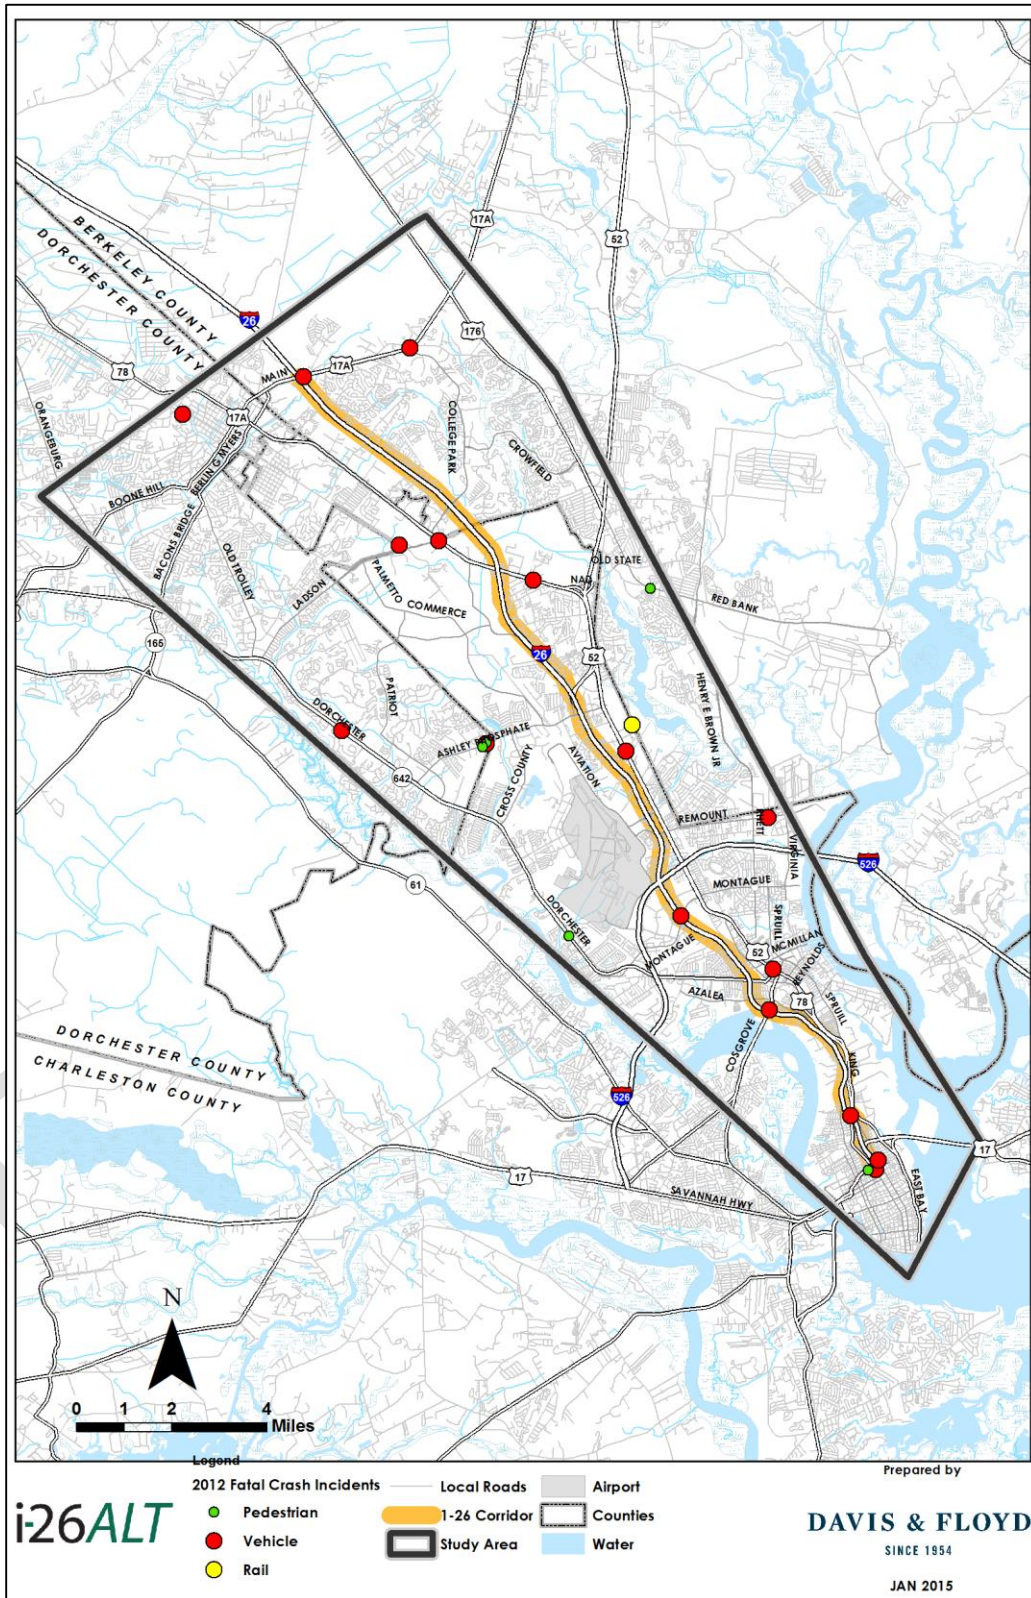 17A
52
BERKELEY COUNTY
DORCHESTER COUNTY
26
176
78
MAIN
17A
17A
ORANGEBURG
COLLEGE PARK
CROWFIELD
BERLIN G MYERS
BOONE HILL
BACONS BRIDGE
OLD TROLLEY
LADSON
PALMETTO
COMMERCE
NAD
OLD STATE
RED BANK
165
26
52
PATRIOT
HENRY E BROWN JR
DORCHESTER
ASHLEY PHOSPHATE
AVIATION
CROSS COUNTY
642
REMOUNT
RHETT
VIRGINIA
526
61
MONTAGUE
DORCHESTER
SPRUILL
MCMILLAN
MONTAGUE
52
REYNOLDS
AZALEA
78
SPRUILL
COSGROVE
KING
DORCHESTER COUNTY
CHARLESTON COUNTY
526
17
17
EAST BAY
SAVANNAH HWY
N
0 1 2 4
Miles
Legend
2012 Fatal Crash Incidents
Pedestrian
Vehicle
Rail
Local Roads
1-26 Corridor
Study Area
Airport
Counties
Water
i-26ALT
Prepared by
DAVIS & FLOYD
SINCE 1954
JAN 2015